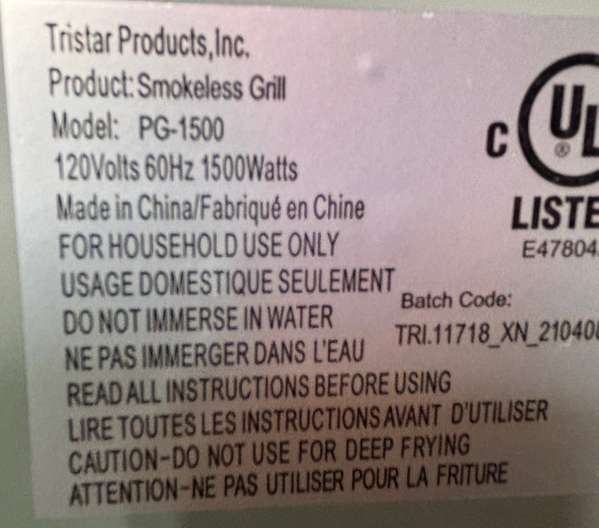 Tristar Products, Inc.
Product: Smokeless Grill
Model: PG-1500
120Volts 60Hz 1500Watts
Made in China/Fabriqué en Chine
FOR HOUSEHOLD USE ONLY
USAGE DOMESTIQUE SEULEMENT
DO NOT IMMERSE IN WATER
NE PAS IMMERGER DANS L'EAU
READ ALL INSTRUCTIONS BEFORE USING
LIRE TOUTES LES INSTRUCTIONS AVANT D'UTILISER
CAUTION-DO NOT USE FOR DEEP FRYING
ATTENTION-NE PAS UTILISER POUR LA FRITURE
C UL ®
LISTE
E47804
Batch Code:
TRI.11718_XN_21040